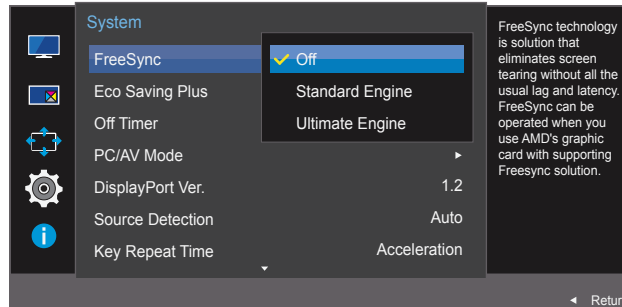 System
FreeSync
Off
Eco Saving Plus
Standard Engine
Off Timer
Ultimate Engine
PC/AV Mode
DisplayPort Ver. 1.2
Source Detection Auto
Key Repeat Time Acceleration
FreeSync technology
is solution that
eliminates screen
tearing without all the
usual lag and latency.
FreeSync can be
operated when you
use AMD's graphic
card with supporting
Freesync solution.